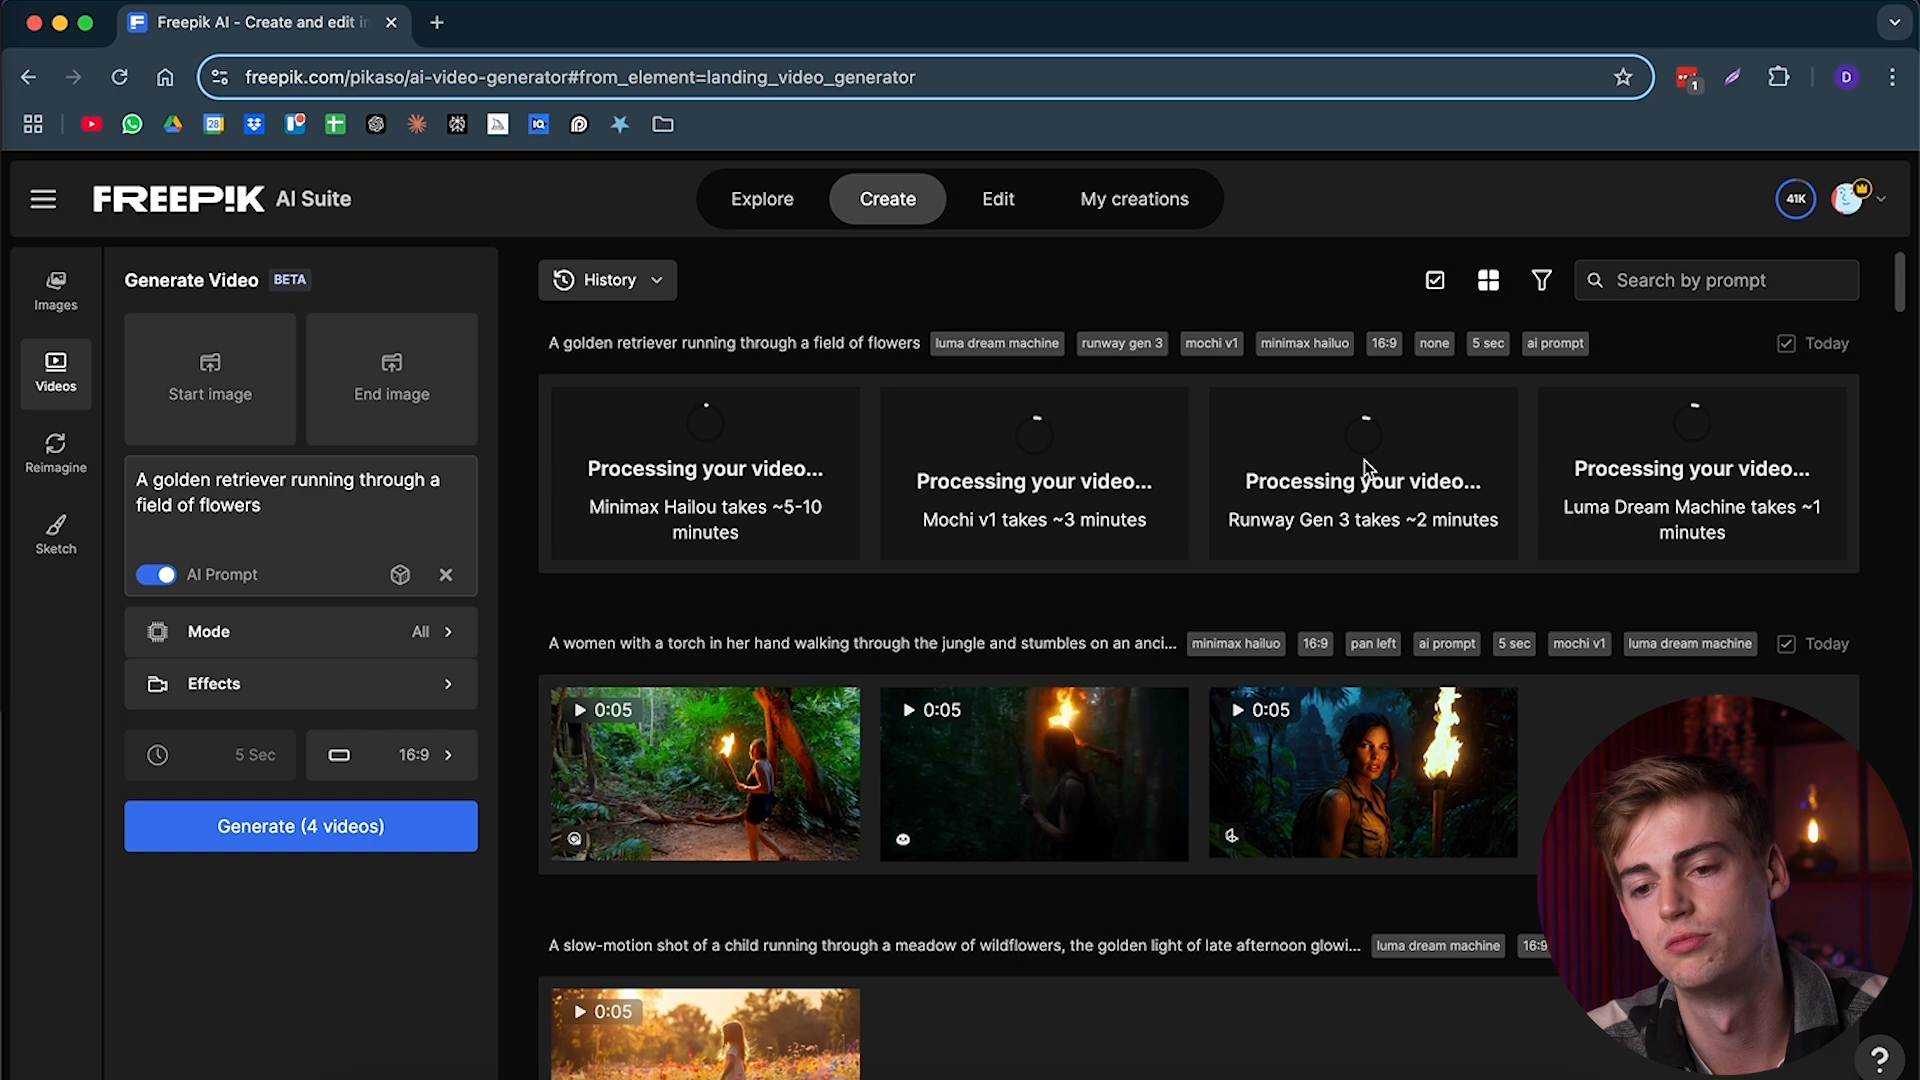 Freepik AI - Create and edit i
freepik.com/pikaso/ai-video-generator#from_element=landing_video_generator
1
D
28
IQ
FREEP!K AI Suite
Explore
Create
Edit
My creations
41K
Images
Videos
Reimagine
Sketch
Generate Video BETA
Start image
End image
A golden retriever running through a
field of flowers
AI Prompt
Mode
All
Effects
5 Sec
16:9
Generate (4 videos)
History
Search by prompt
A golden retriever running through a field of flowers luma dream machine runway gen 3 mochi v1 minimax hailuo 16:9 none 5 sec ai prompt Today
Processing your video...
Minimax Hailou takes ~5-10
minutes
Processing your video...
Mochi v1 takes ~3 minutes
Processing your video...
Runway Gen 3 takes ~2 minutes
Processing your video...
Luma Dream Machine takes ~1
minutes
A women with a torch in her hand walking through the jungle and stumbles on an anci... minimax hailuo 16:9 pan left ai prompt 5 sec mochi v1 luma dream machine Today
0:05
0:05
0:05
A slow-motion shot of a child running through a meadow of wildflowers, the golden light of late afternoon glowi... luma dream machine 16:9
0:05
?